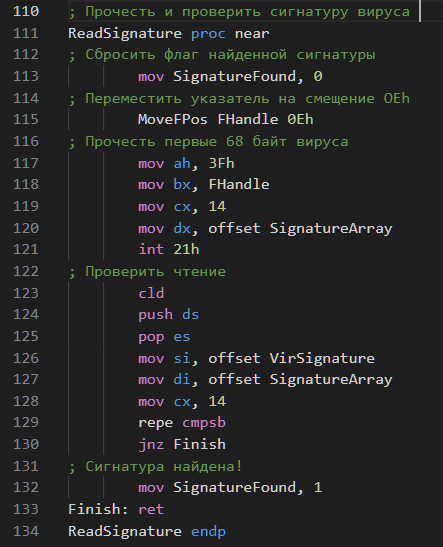 110 ; Прочесть и проверить сигнатуру вируса
111 ReadSignature proc near
112 ; Сбросить флаг найденной сигнатуры
113 mov SignatureFound, 0
114 ; Переместить указатель на смещение OEh
115 MoveFPos FHandle 0Eh
116 ; Прочесть первые 68 байт вируса
117 mov ah, 3Fh
118 mov bx, FHandle
119 mov cx, 14
120 mov dx, offset SignatureArray
121 int 21h
122 ; Проверить чтение
123 cld
124 push ds
125 pop es
126 mov si, offset VirSignature
127 mov di, offset SignatureArray
128 mov cx, 14
129 repe cmpsb
130 jnz Finish
131 ; Сигнатура найдена!
132 mov SignatureFound, 1
133 Finish: ret
134 ReadSignature endp